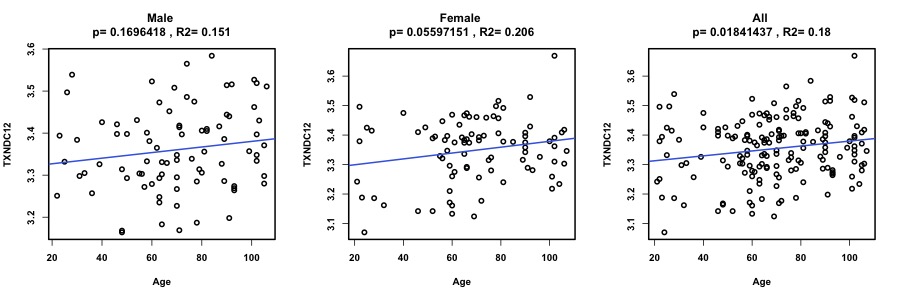 Male
p= 0.1696418 , R2= 0.151
TXNDC12
3.6
3.5
3.4
3.3
3.2
20 40 60 80 100
Age
Female
p= 0.05597151 , R2= 0.206
TXNDC12
3.6
3.5
3.4
3.3
3.2
3.1
20 40 60 80 100
Age
All
p= 0.01841437 , R2= 0.18
TXNDC12
3.6
3.5
3.4
3.3
3.2
3.1
20 40 60 80 100
Age